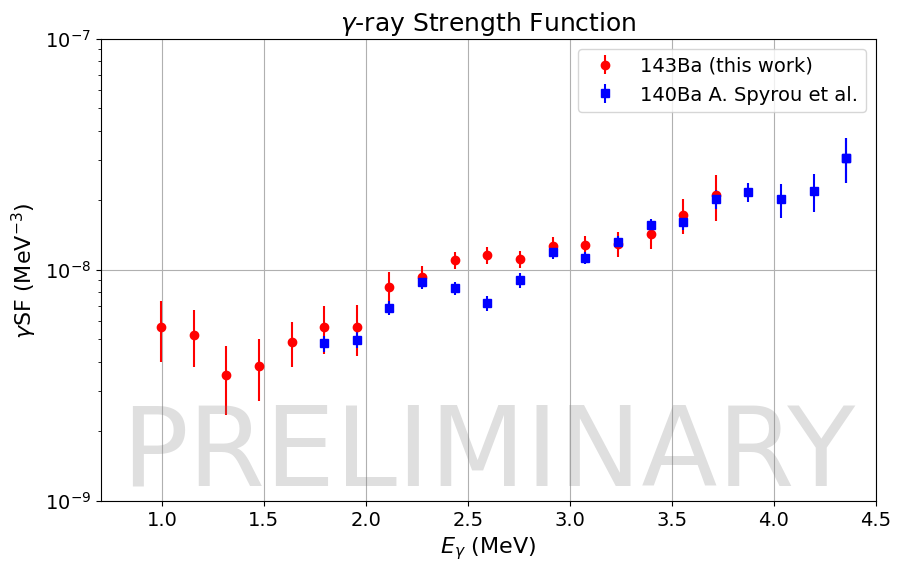 γ-ray Strength Function
10⁻⁷
143Ba (this work)
140Ba A. Spyrou et al.
γSF (MeV⁻³)
10⁻⁸
PRELIMINARY
10⁻⁹
1.0 1.5 2.0 2.5 3.0 3.5 4.0 4.5
Eᵧ (MeV)